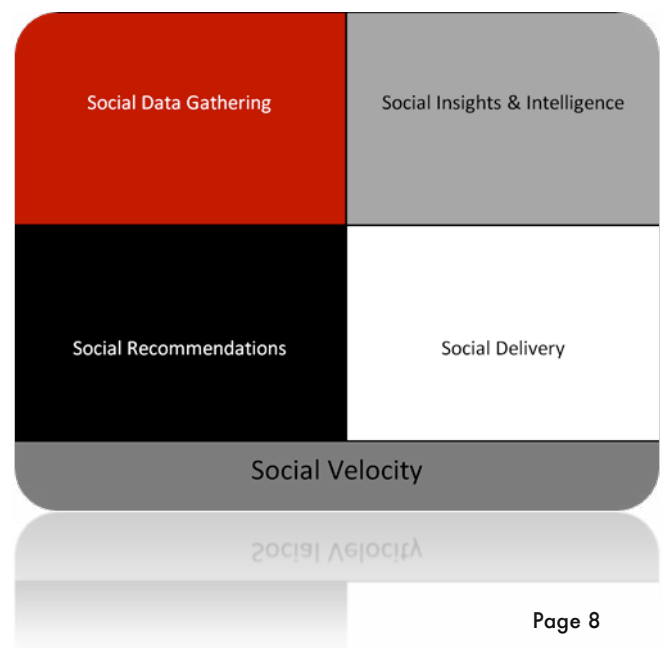 Social Data Gathering
Social Insights & Intelligence
Social Recommendations
Social Delivery
Social Velocity
Social Velocity
Page 8